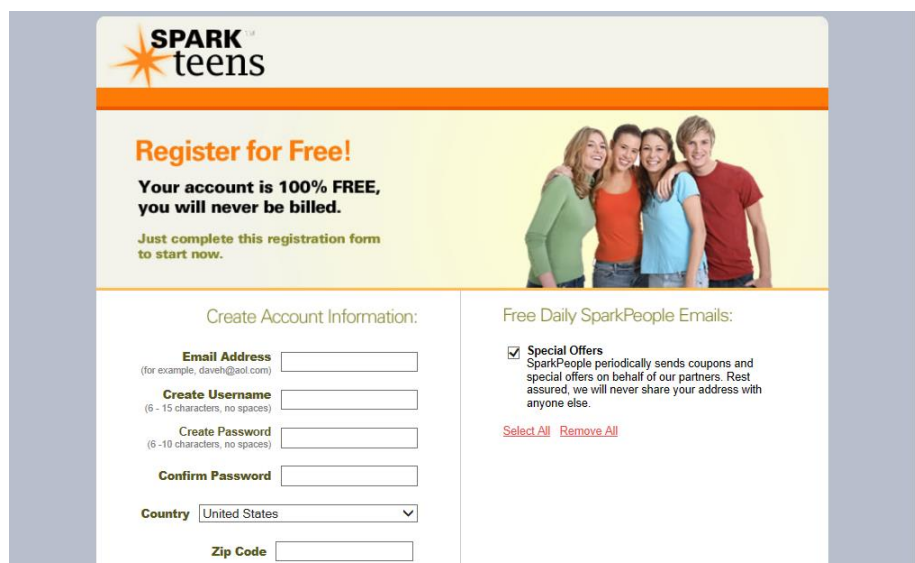 SPARK™
teens
Register for Free!
Your account is 100% FREE,
you will never be billed.
Just complete this registration form
to start now.
Create Account Information:
Email Address
(for example, daveh@aol.com)
Create Username
(6 - 15 characters, no spaces)
Create Password
(6 -10 characters, no spaces)
Confirm Password
Country United States
Zip Code
Free Daily SparkPeople Emails:
Special Offers
SparkPeople periodically sends coupons and
special offers on behalf of our partners. Rest
assured, we will never share your address with
anyone else.
Select All Remove All